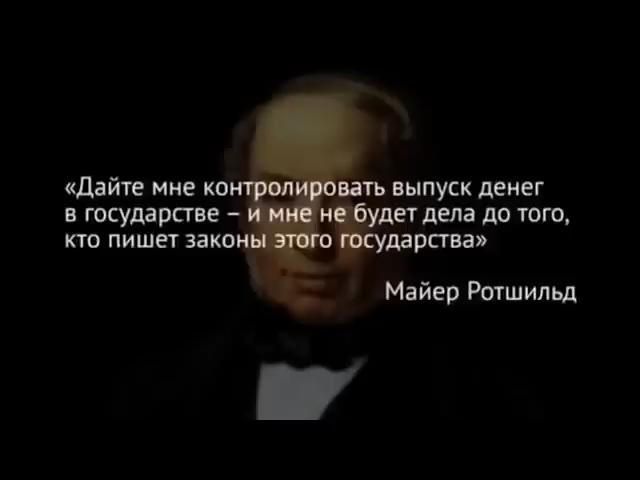 «Дайте мне контролировать выпуск денег
в государстве – и мне не будет дела до того,
кто пишет законы этого государства»
Майер Ротшильд